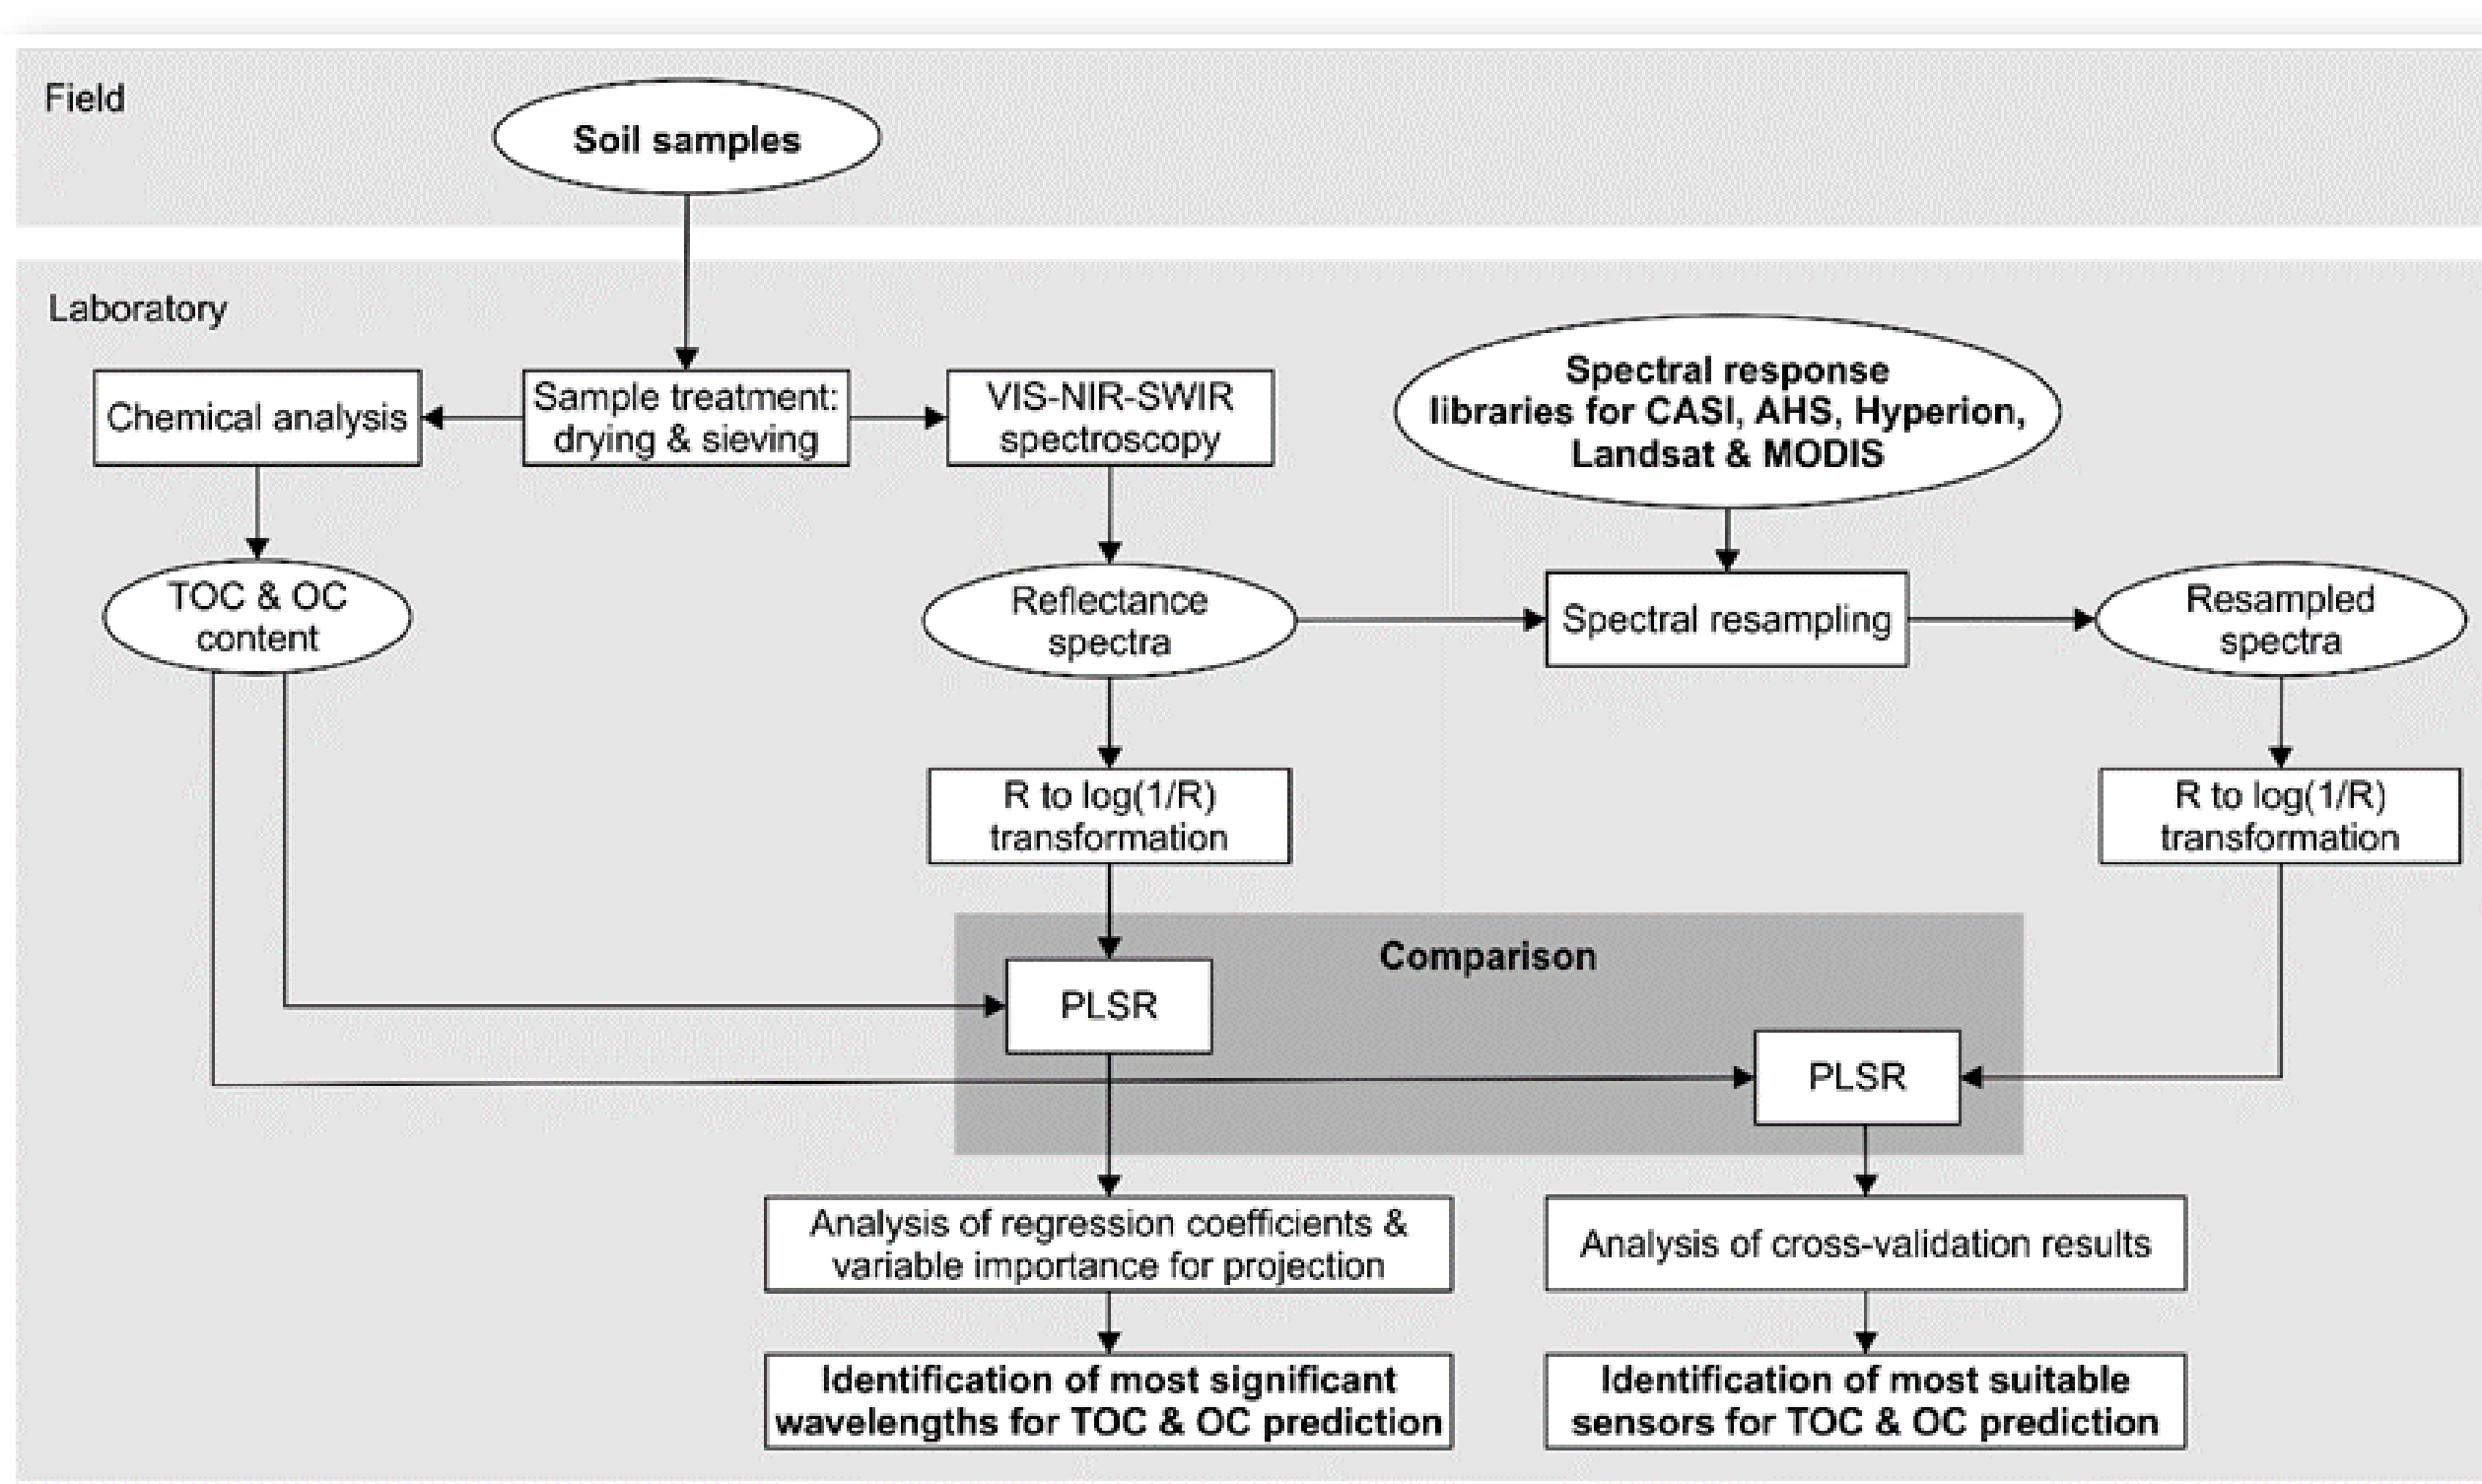 Field
Soil samples
Laboratory
Chemical analysis
Sample treatment:
drying & sieving
VIS-NIR-SWIR
spectroscopy
Spectral response
libraries for CASI, AHS, Hyperion,
Landsat & MODIS
TOC & OC
content
Reflectance
spectra
Spectral resampling
Resampled
spectra
R to log(1/R)
transformation
R to log(1/R)
transformation
Comparison
PLSR
PLSR
Analysis of regression coefficients &
variable importance for projection
Analysis of cross-validation results
Identification of most significant
wavelengths for TOC & OC prediction
Identification of most suitable
sensors for TOC & OC prediction